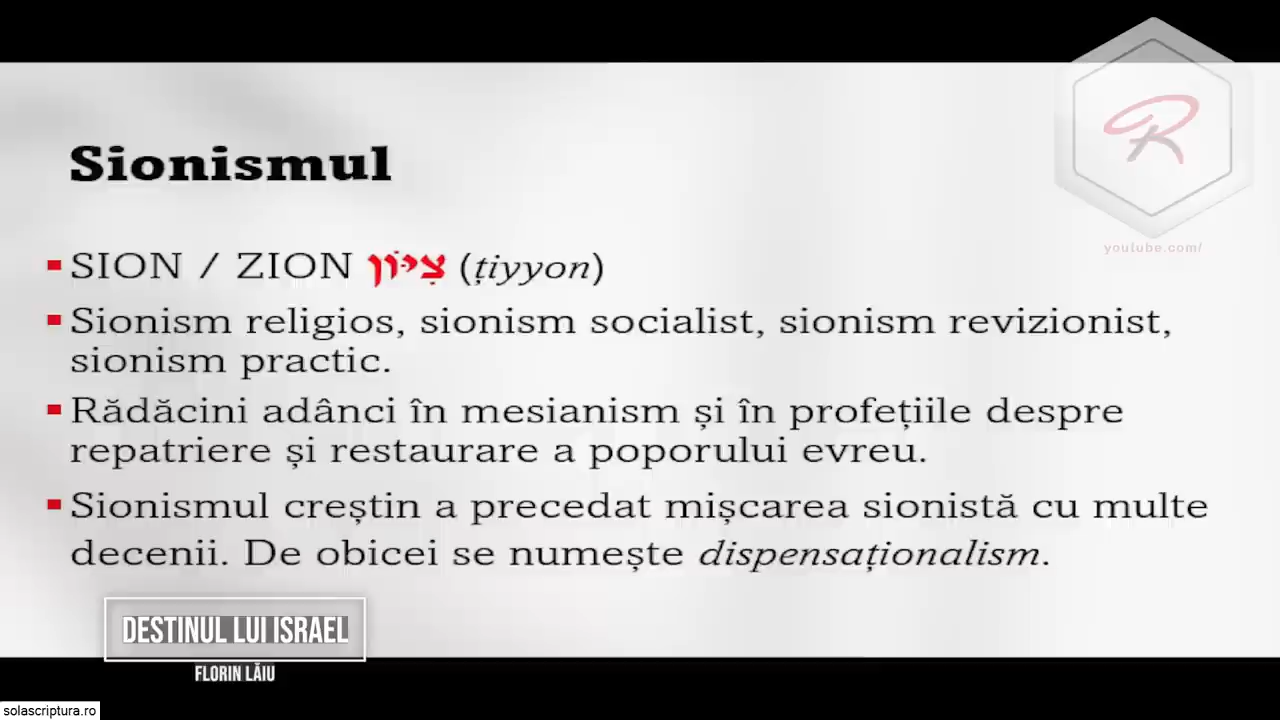 Sionismul
SION / ZION צִיּוֹן (țiyyon)
Sionism religios, sionism socialist, sionism revizionist,
sionism practic.
Rădăcini adânci în mesianism și în profețiile despre
repatriere și restaurare a poporului evreu.
Sionismul creștin a precedat mișcarea sionistă cu multe
decenii. De obicei se numește dispensaționalism.
DESTINUL LUI ISRAEL
FLORIN LĂIU
solascriptura.ro
R
youtube.com/